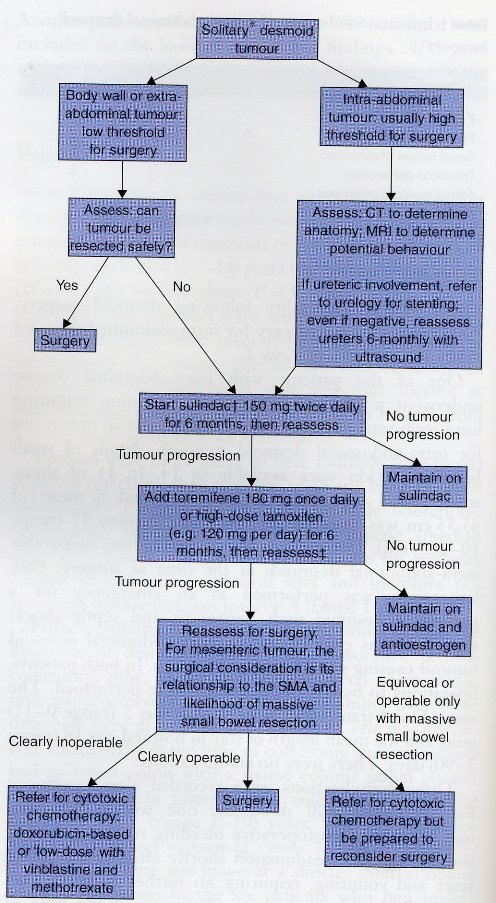 Solitary* desmoid
tumour
Body wall or extra-
abdominal tumour:
low threshold
for surgery
Intra-abdominal
tumour: usually high
threshold for surgery
Assess: can
tumour be
resected safely?
Assess: CT to determine
anatomy; MRI to determine
potential behaviour
If ureteric involvement, refer
to urology for stenting;
even if negative, reassess
ureters 6-monthly with
ultrasound
Yes
No
Surgery
Start sulindac† 150 mg twice daily
for 6 months, then reassess
No tumour
progression
Tumour progression
Maintain on
sulindac
Add toremifene 180 mg once daily
or high-dose tamoxifen
(e.g. 120 mg per day) for 6
months, then reassess‡
No tumour
progression
Tumour progression
Maintain on
sulindac and
antioestrogen
Reassess for surgery.
For mesenteric tumour, the
surgical consideration is its
relationship to the SMA and
likelihood of massive
small bowel resection
Equivocal or
operable only
with massive
small bowel
resection
Clearly inoperable
Clearly operable
Refer for cytotoxic
chemotherapy:
doxorubicin-based
or 'low-dose' with
vinblastine and
methotrexate
Surgery
Refer for cytotoxic
chemotherapy but
be prepared to
reconsider surgery